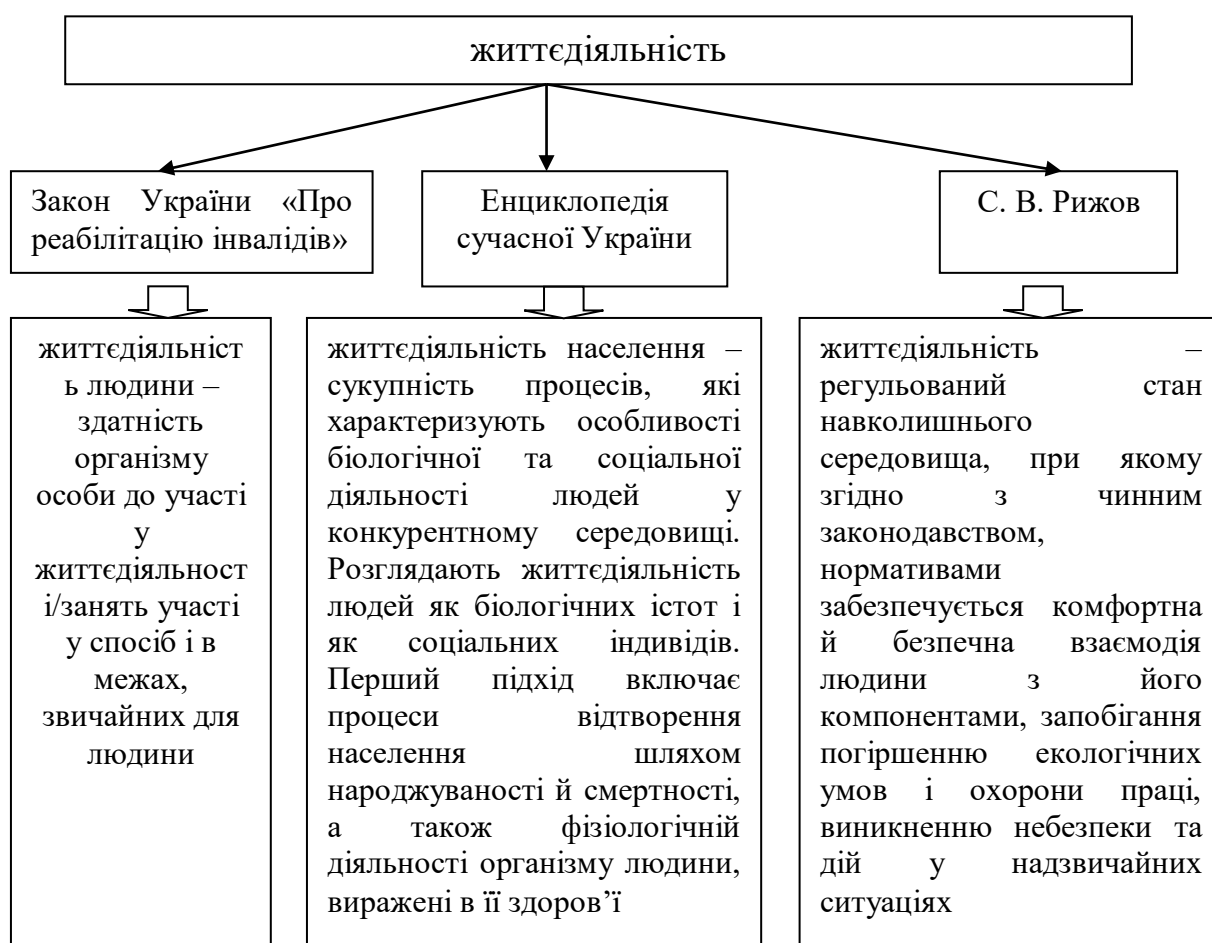 життєдіяльність
Закон України «Про
реабілітацію інвалідів»
Енциклопедія
сучасної України
С. В. Рижов
життєдіяльніст
ь людини –
здатність
організму
особи до участі
у
життєдіяльност
і/занять участі
у спосіб і в
межах,
звичайних для
людини
життєдіяльність населення –
сукупність процесів, які
характеризують особливості
біологічної та соціальної
діяльності людей у
конкурентному середовищі.
Розглядають життєдіяльність
людей як біологічних істот і
як соціальних індивідів.
Перший підхід включає
процеси відтворення
населення шляхом
народжуваності й смертності,
а також фізіологічній
діяльності організму людини,
виражені в її здоров’ї
життєдіяльність –
регульований стан
навколишнього
середовища, при якому
згідно з чинним
законодавством,
нормативами
забезпечується комфортна
й безпечна взаємодія
людини з його
компонентами, запобігання
погіршенню екологічних
умов і охорони праці,
виникненню небезпеки та
дій у надзвичайних
ситуаціях